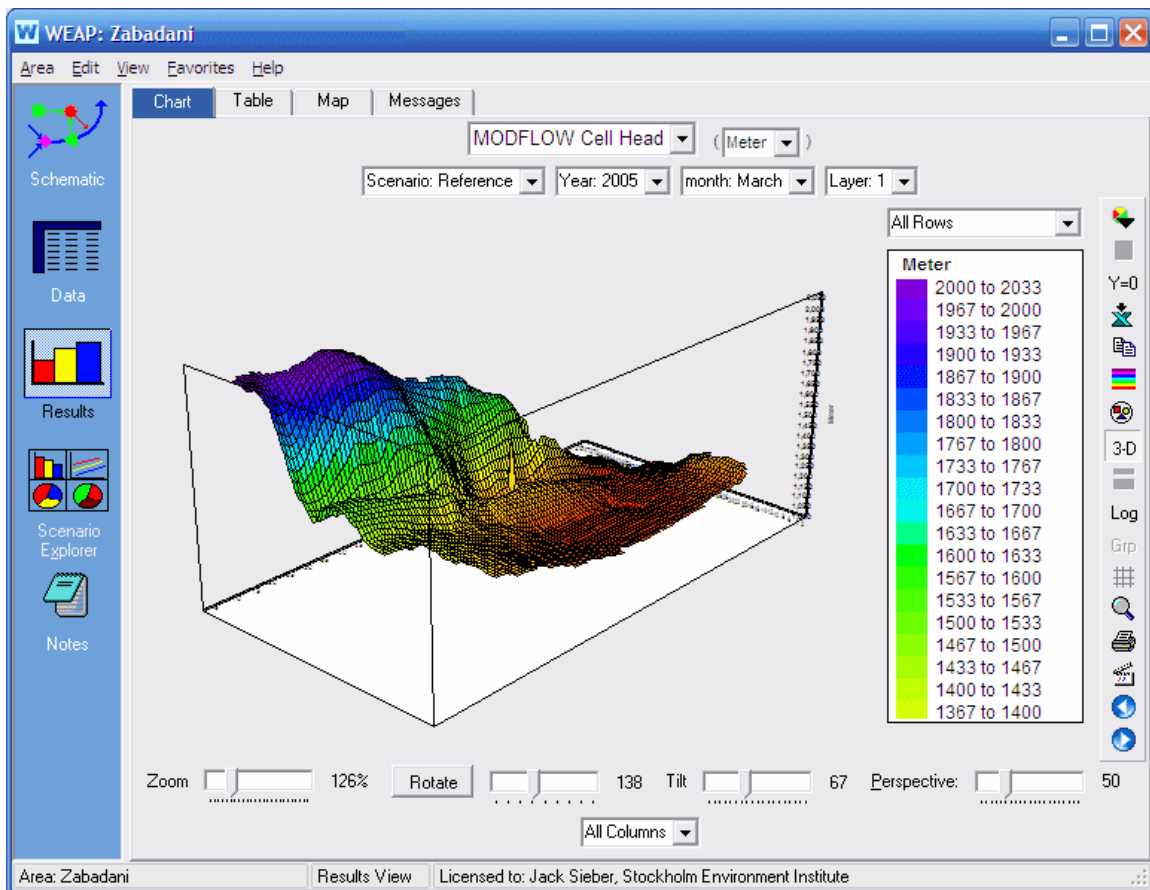 WEAP: Zabadani
Area Edit View Favorites Help
Chart Table Map Messages
MODFLOW Cell Head ( Meter )
Scenario: Reference Year: 2005 month: March Layer: 1
Schematic
Data
Results
Scenario
Explorer
Notes
All Rows
Meter
2000 to 2033
1967 to 2000
1933 to 1967
1900 to 1933
1867 to 1900
1833 to 1867
1800 to 1833
1767 to 1800
1733 to 1767
1700 to 1733
1667 to 1700
1633 to 1667
1600 to 1633
1567 to 1600
1533 to 1567
1500 to 1533
1467 to 1500
1433 to 1467
1400 to 1433
1367 to 1400
Meter
Y=0
3-D
Log
Grp
Zoom 126% Rotate 138 Tilt 67 Perspective: 50
All Columns
Area: Zabadani Results View Licensed to: Jack Sieber, Stockholm Environment Institute